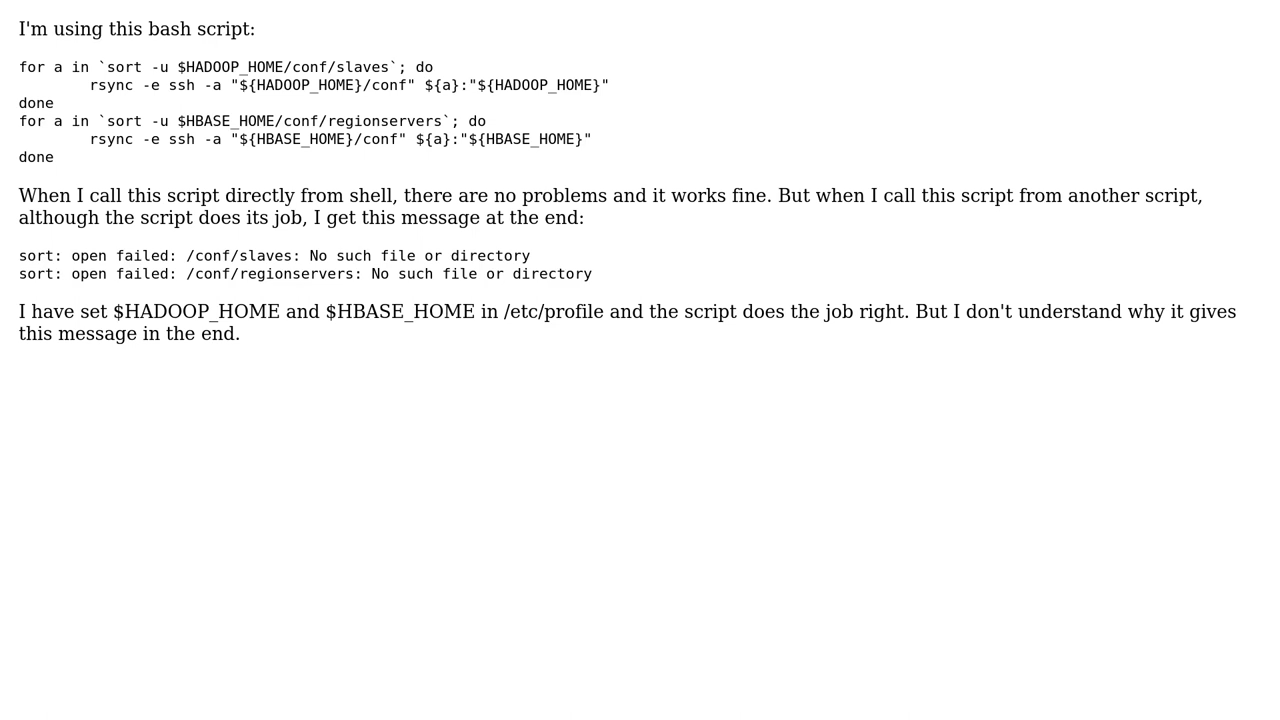 I'm using this bash script:
for a in `sort -u $HADOOP_HOME/conf/slaves`; do
        rsync -e ssh -a "${HADOOP_HOME}/conf" ${a}:"${HADOOP_HOME}"
done
for a in `sort -u $HBASE_HOME/conf/regionservers`; do
        rsync -e ssh -a "${HBASE_HOME}/conf" ${a}:"${HBASE_HOME}"
done
When I call this script directly from shell, there are no problems and it works fine. But when I call this script from another script,
although the script does its job, I get this message at the end:
sort: open failed: /conf/slaves: No such file or directory
sort: open failed: /conf/regionservers: No such file or directory
I have set $HADOOP_HOME and $HBASE_HOME in /etc/profile and the script does the job right. But I don't understand why it gives
this message in the end.